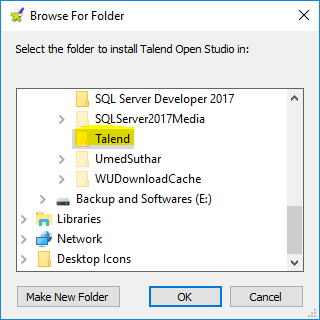 Browse For Folder
Select the folder to install Talend Open Studio in:
SQL Server Developer 2017
SQLServer2017Media
Talend
UmedSuthar
WUDownloadCache
Backup and Softwares (E:)
Libraries
Network
Desktop Icons
Make New Folder
OK
Cancel